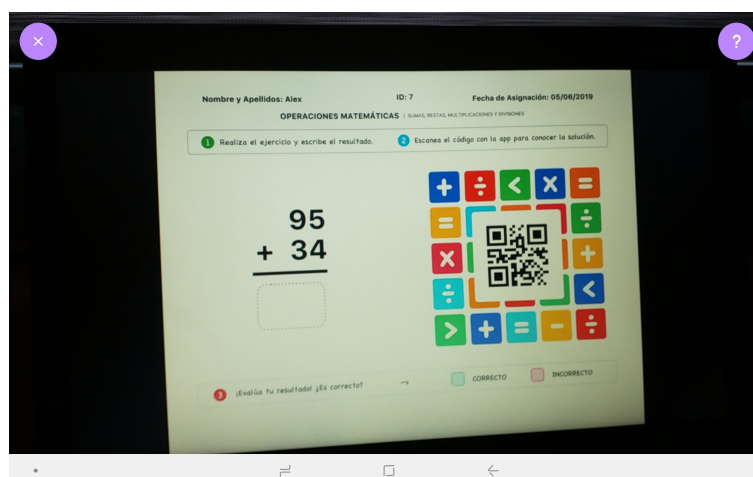 Nombre y Apellidos: Alex ID: 7 Fecha de Asignación: 05/06/2019
OPERACIONES MATEMÁTICAS / SUMAS, RESTAS, MULTIPLICACIONES Y DIVISIONES
1 Realiza el ejercicio y escribe el resultado. 2 Escanea el código con la app para conocer la solución.
95
+ 34
+ ÷ < × =
= ÷
× +
÷ <
> + = − ÷
3 ¡Evalúa tu resultado! ¿Es correcto? → CORRECTO INCORRECTO
?